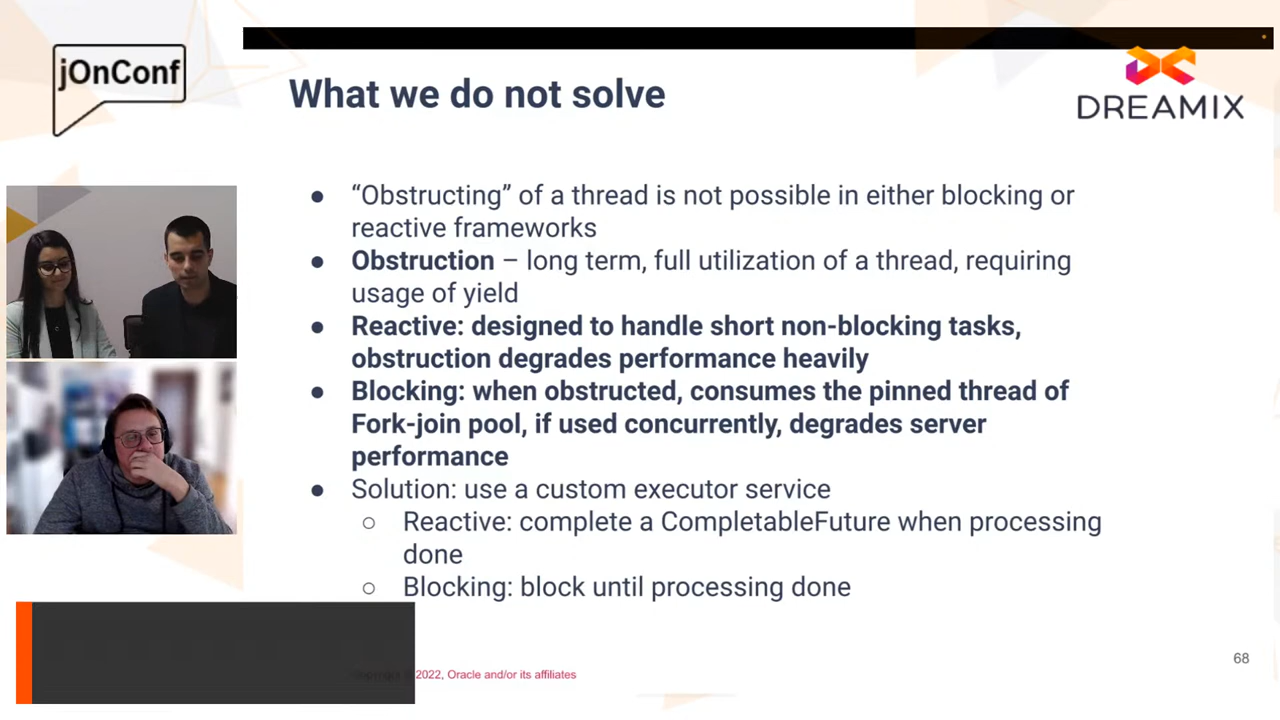 jOnConf
What we do not solve
DREAMIX
● “Obstructing” of a thread is not possible in either blocking or
reactive frameworks
● Obstruction – long term, full utilization of a thread, requiring
usage of yield
● Reactive: designed to handle short non-blocking tasks,
obstruction degrades performance heavily
● Blocking: when obstructed, consumes the pinned thread of
Fork-join pool, if used concurrently, degrades server
performance
● Solution: use a custom executor service
○ Reactive: complete a CompletableFuture when processing
done
○ Blocking: block until processing done
2022, Oracle and/or its affiliates
68